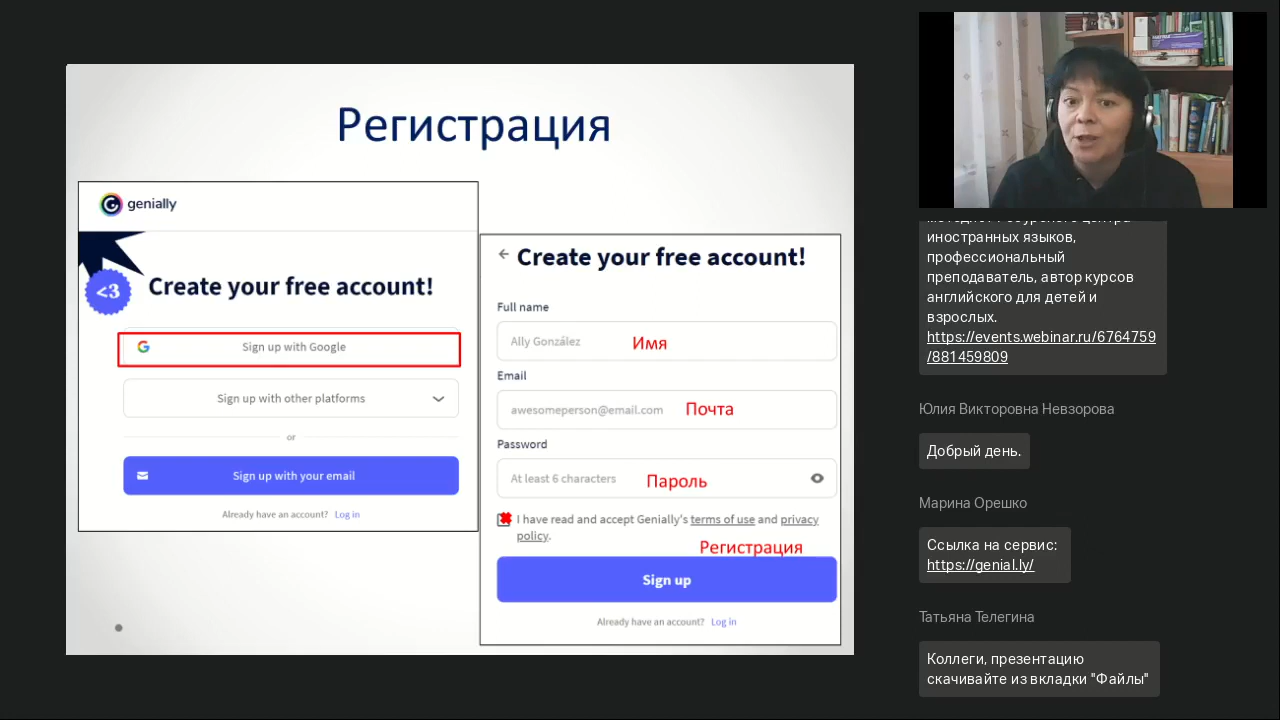 Регистрация
genially
<3
Create your free account!
Sign up with Google
Sign up with other platforms
or
Sign up with your email
Already have an account? Log in
Create your free account!
Full name
Ally González Имя
Email
awesomeperson@email.com Почта
Password
At least 6 characters Пароль
I have read and accept Genially's terms of use and privacy
policy.
Регистрация
Sign up
Already have an account? Log in
иностранных языков,
профессиональный
преподаватель, автор курсов
английского для детей и
взрослых.
https://events.webinar.ru/6764759
/881459809
Юлия Викторовна Невзорова
Добрый день.
Марина Орешко
Ссылка на сервис:
https://genial.ly/
Татьяна Телегина
Коллеги, презентацию
скачивайте из вкладки "Файлы"